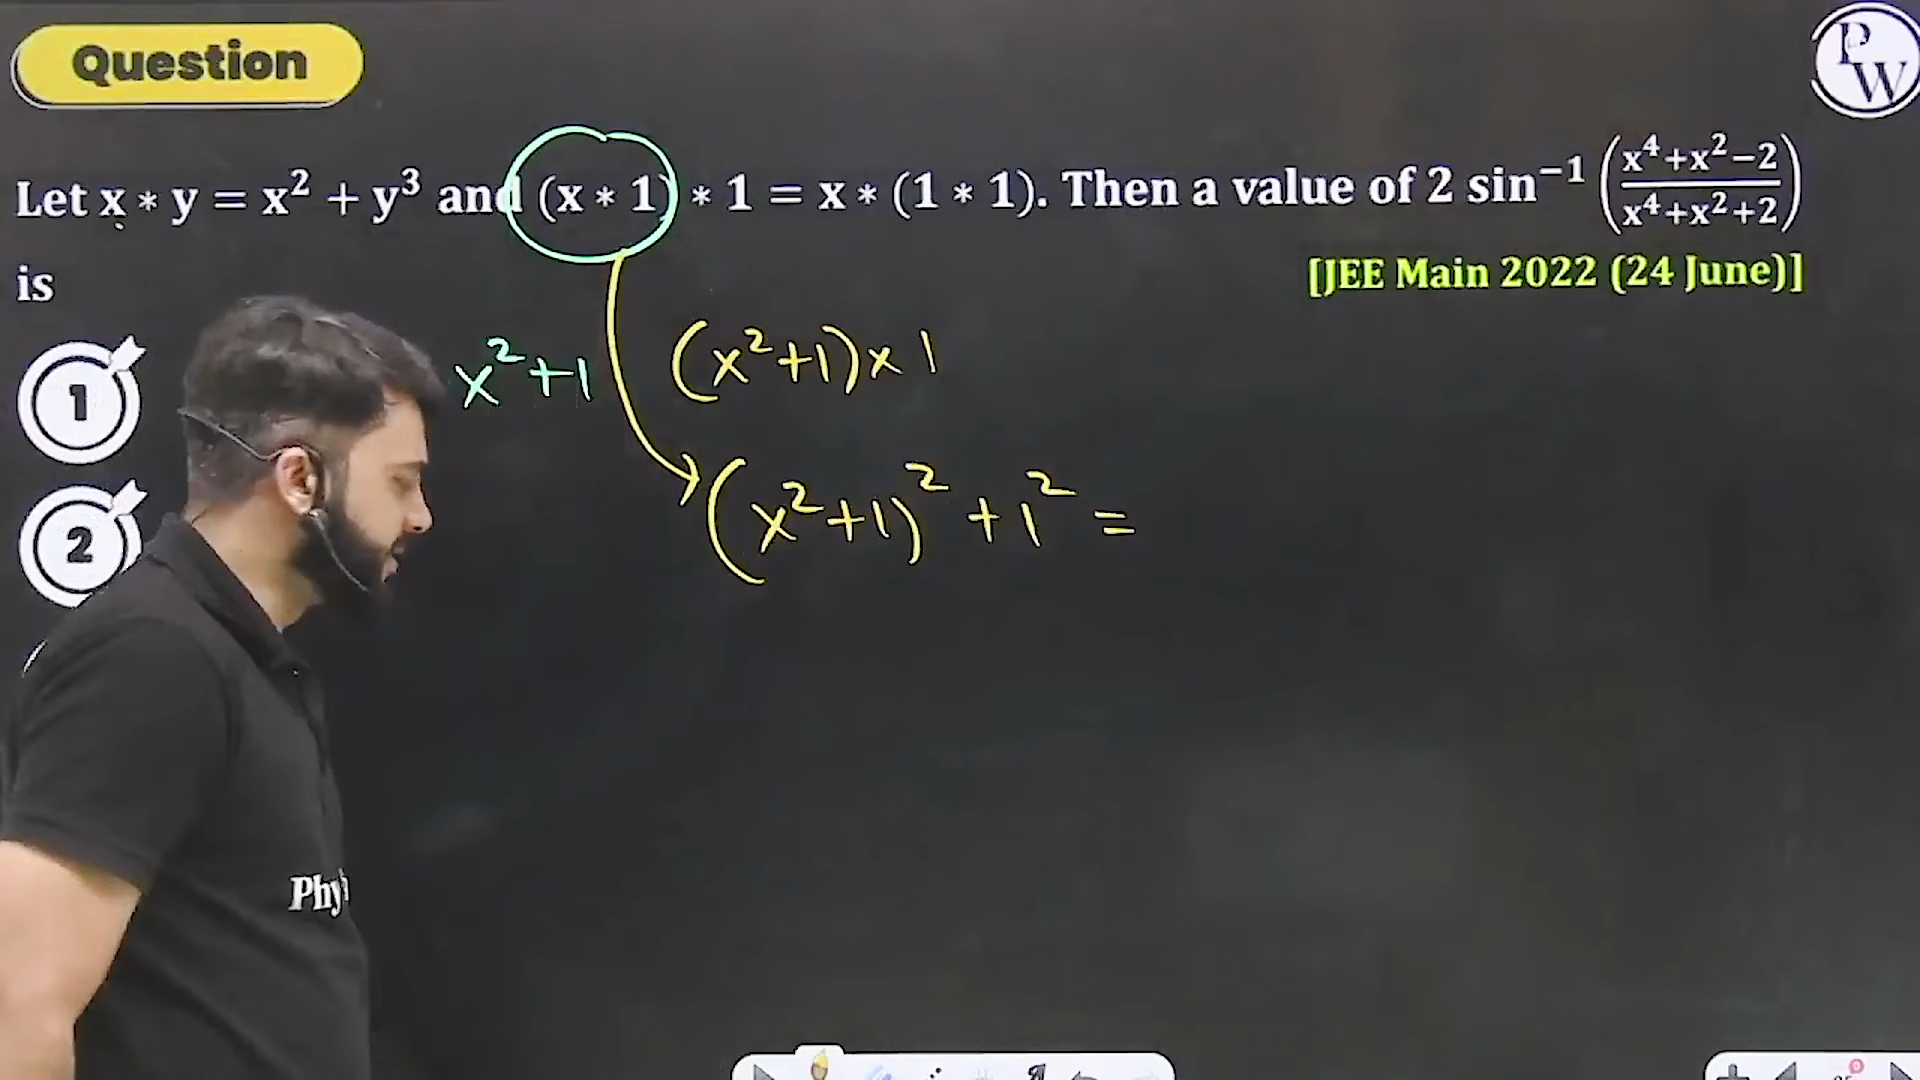 Question
PW
Let x * y = x² + y³ and (x * 1) * 1 = x * (1 * 1). Then a value of 2 sin⁻¹ ((x⁴+x²−2)/(x⁴+x²+2))
is
[JEE Main 2022 (24 June)]
1
x²+1
(x²+1)×1
2
(x²+1)² + 1² =
Phy